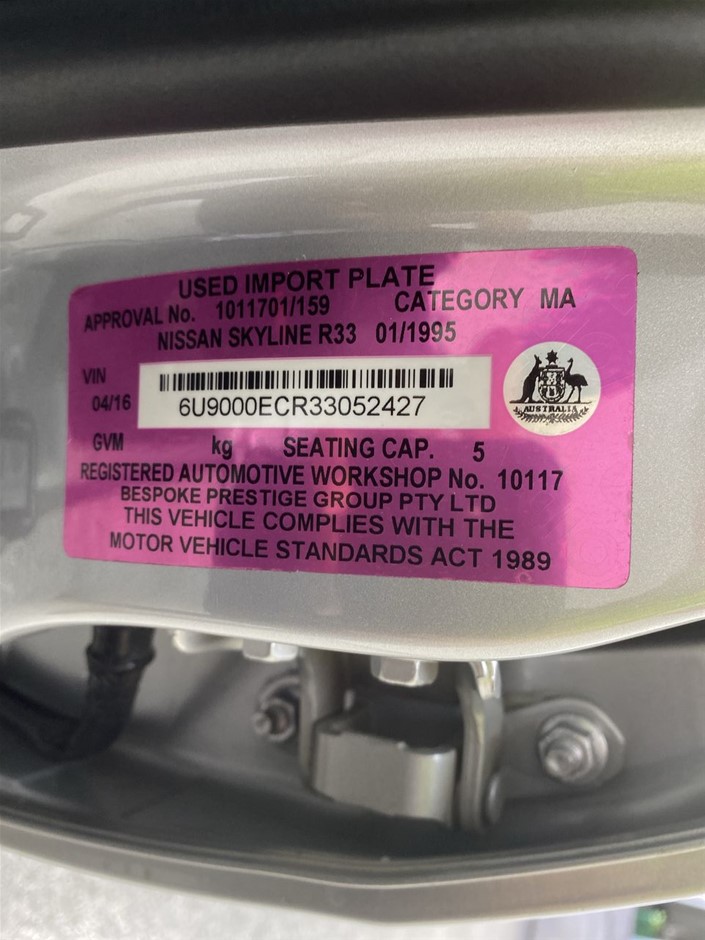 USED IMPORT PLATE
APPROVAL No. 1011701/159 CATEGORY MA
NISSAN SKYLINE R33 01/1995
VIN
04/16 6U9000ECR33052427
AUSTRALIA
GVM kg SEATING CAP. 5
REGISTERED AUTOMOTIVE WORKSHOP No. 10117
BESPOKE PRESTIGE GROUP PTY LTD
THIS VEHICLE COMPLIES WITH THE
MOTOR VEHICLE STANDARDS ACT 1989